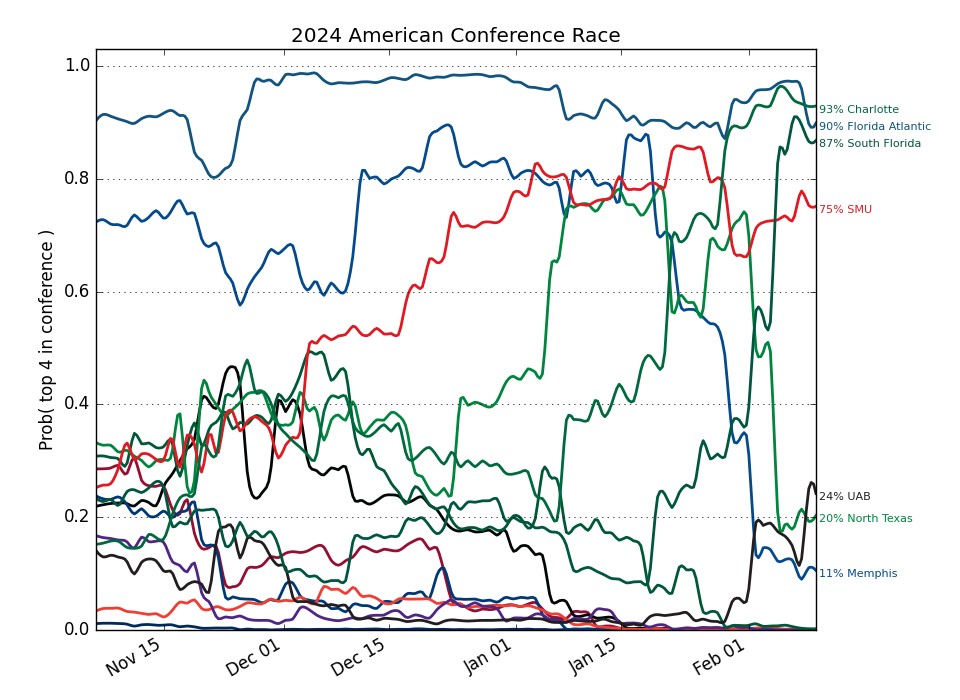 2024 American Conference Race
Prob( top 4 in conference )
1.0
0.8
0.6
0.4
0.2
0.0
93% Charlotte
90% Florida Atlantic
87% South Florida
75% SMU
24% UAB
20% North Texas
11% Memphis
Nov 15
Dec 01
Dec 15
Jan 01
Jan 15
Feb 01